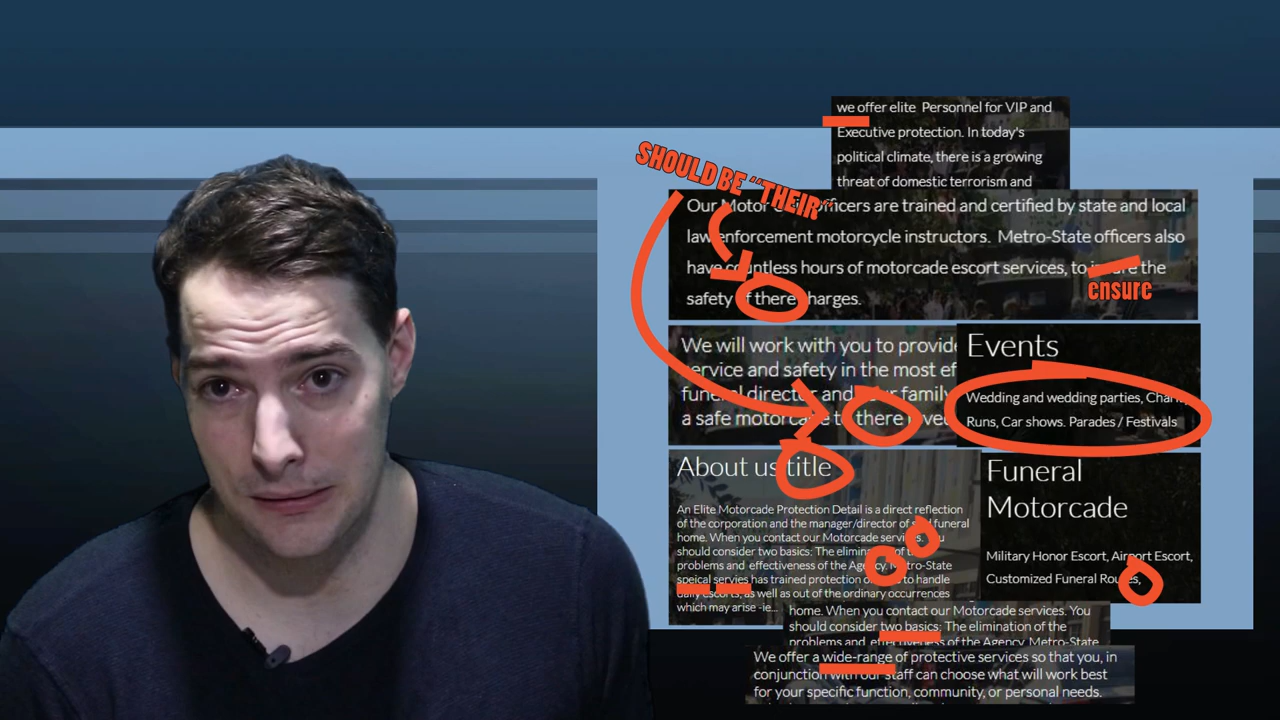 we offer elite Personnel for VIP and
Executive protection. In today's
political climate, there is a growing
threat of domestic terrorism and
SHOULD BE "THEIR"
Our Motor officers are trained and certified by state and local
law enforcement motorcycle instructors. Metro-State officers also
have countless hours of motorcade escort services, to insure the
ensure
safety of there charges.
We will work with you to provide
service and safety in the most
funeral director and your family
a safe motorcade to there
Events
Wedding and wedding parties,
Runs, Car shows. Parades / Festivals
About us title
An Elite Motorcade Protection Detail is a direct reflection
of the corporation and the manager/director of said funeral
home. When you contact our Motorcade services. You
should consider two basics: The elimination of the
problems and effectiveness of the Agency. Metro-State
speical servies has trained protection to handle
daily escorts, as well as out of the ordinary occurrences
which may arise -ie...
Funeral
Motorcade
Military Honor Escort, Airport Escort,
Customized Funeral Routes,
home. When you contact our Motorcade services. You
should consider two basics: The elimination of the
problems and effectiveness of the Agency. Metro-State
We offer a wide-range of protective services so that you, in
conjunction with our staff can choose what will work best
for your specific function, community, or personal needs.